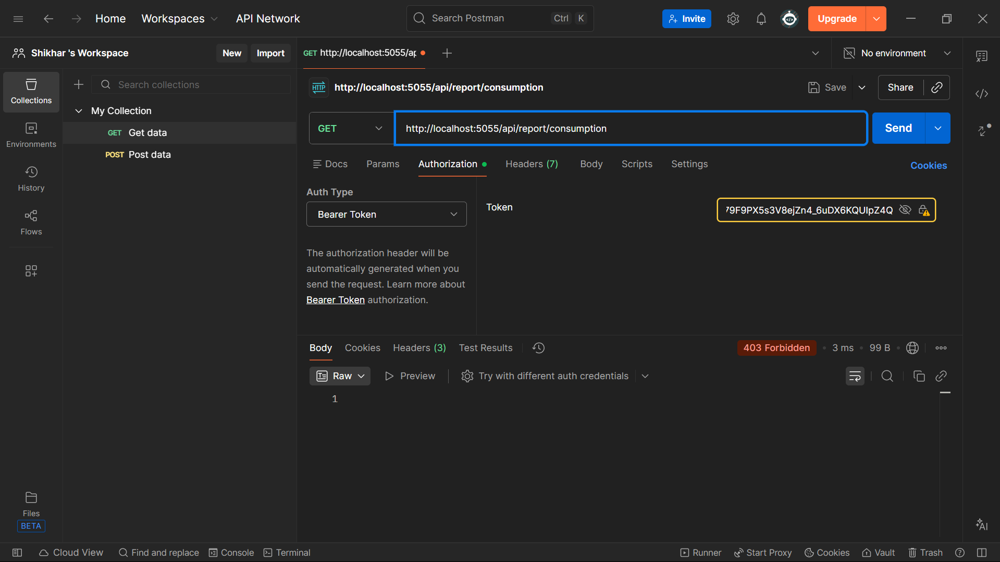 Home Workspaces API Network Search Postman Ctrl K Invite Upgrade
Shikhar 's Workspace New Import GET http://localhost:5055/ap No environment
Collections
Search collections
My Collection
GET Get data
POST Post data
Environments
History
Flows
Files
BETA
HTTP http://localhost:5055/api/report/consumption Save Share
GET http://localhost:5055/api/report/consumption Send
Docs Params Authorization Headers (7) Body Scripts Settings Cookies
Auth Type
Bearer Token
The authorization header will be
automatically generated when you
send the request. Learn more about
Bearer Token authorization.
Token 79F9PX5s3V8ejZn4_6uDX6KQUIpZ4Q
Body Cookies Headers (3) Test Results 403 Forbidden 3 ms 99 B
Raw Preview Try with different auth credentials
1
AI
Cloud View Find and replace Console Terminal Runner Start Proxy Cookies Vault Trash